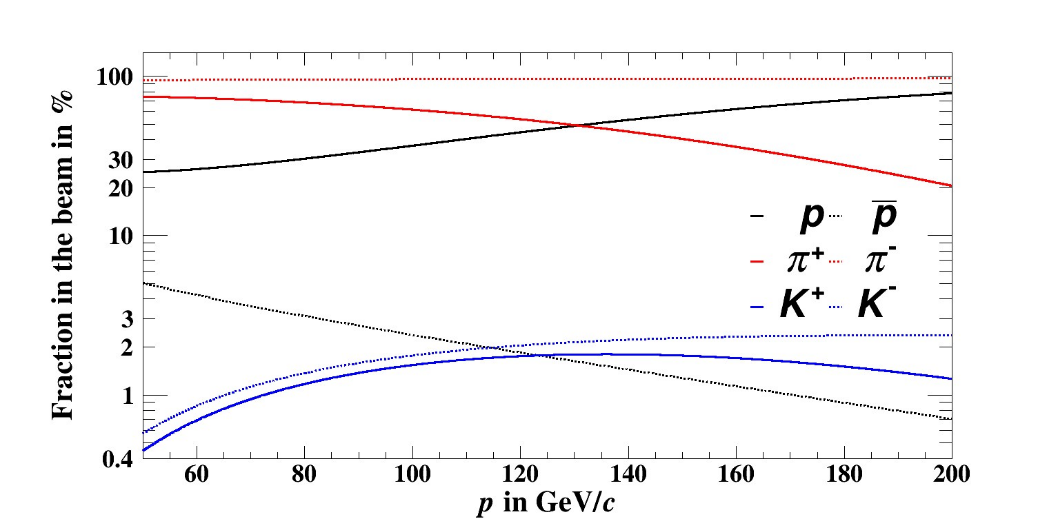 Fraction in the beam in %
100
30
20
10
3
2
1
0.4
p p̅
π⁺ π⁻
K⁺ K⁻
60 80 100 120 140 160 180 200
p in GeV/c